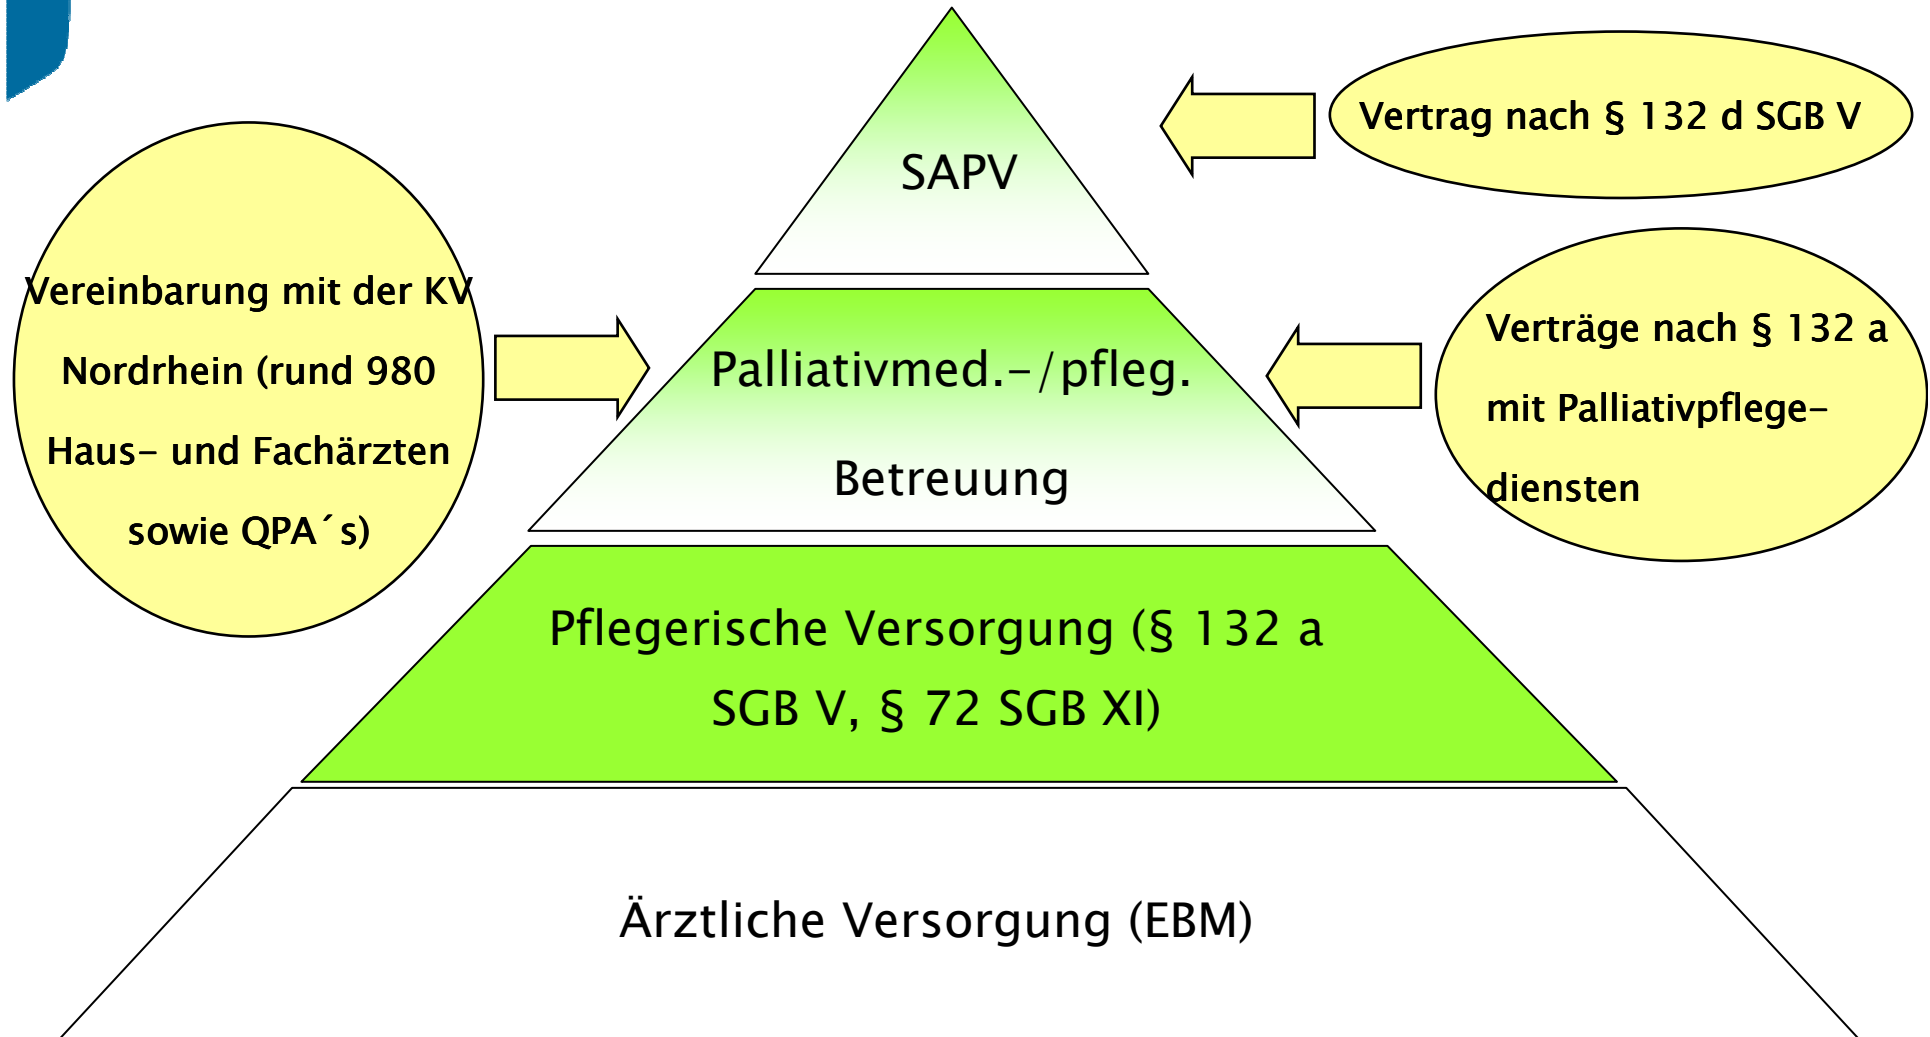 SAPV
Vertrag nach § 132 d SGB V
Vereinbarung mit der KV
Nordrhein (rund 980
Haus- und Fachärzten
sowie QPA´s)
Palliativmed.-/pfleg.
Betreuung
Verträge nach § 132 a
mit Palliativpflege-
diensten
Pflegerische Versorgung (§ 132 a
SGB V, § 72 SGB XI)
Ärztliche Versorgung (EBM)